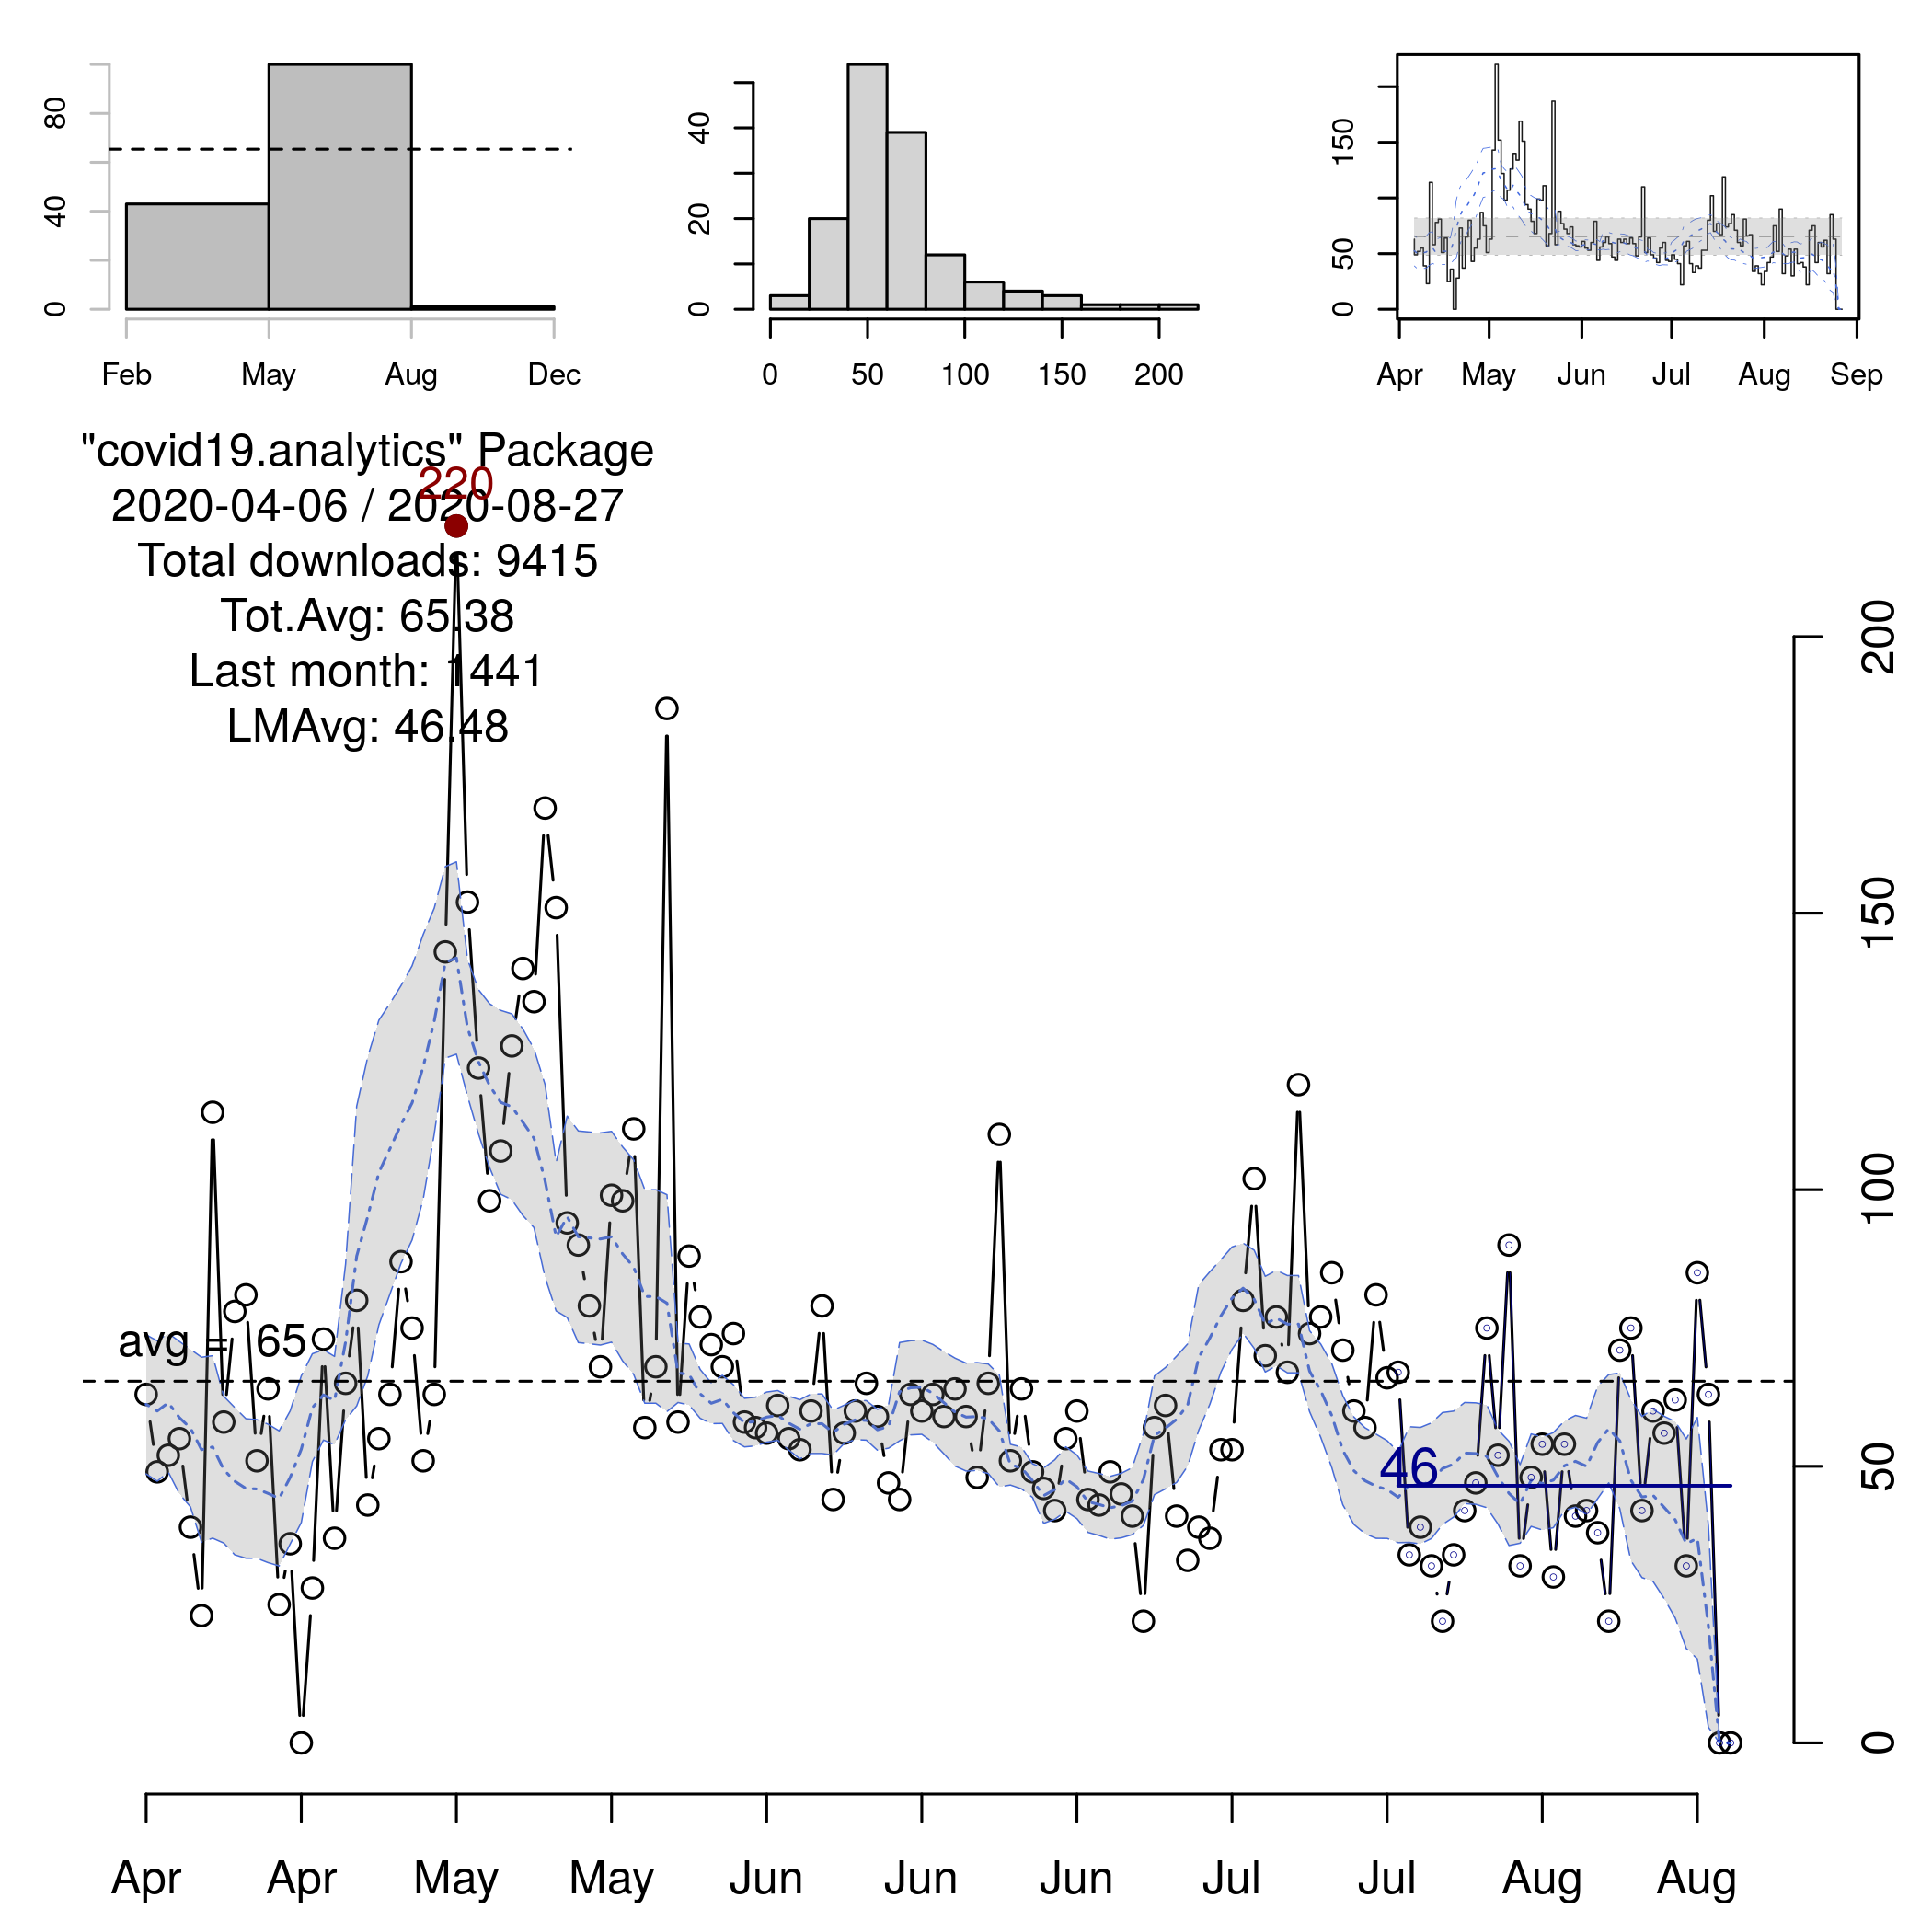 80
40
0
Feb May Aug Dec
40
20
0
0 50 100 150 200
150
50
0
Apr May Jun Jul Aug Sep
"covid19.analytics" Package
220
2020-04-06 / 2020-08-27
Total downloads: 9415
Tot.Avg: 65.38
Last month: 1441
LMAvg: 46.48
avg = 65
46
200
150
100
50
0
Apr Apr May May Jun Jun Jun Jul Jul Aug Aug